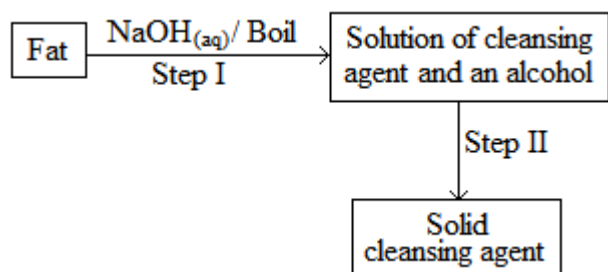 Fat
NaOH(aq)/ Boil
Step I
Solution of cleansing
agent and an alcohol
Step II
Solid
cleansing agent